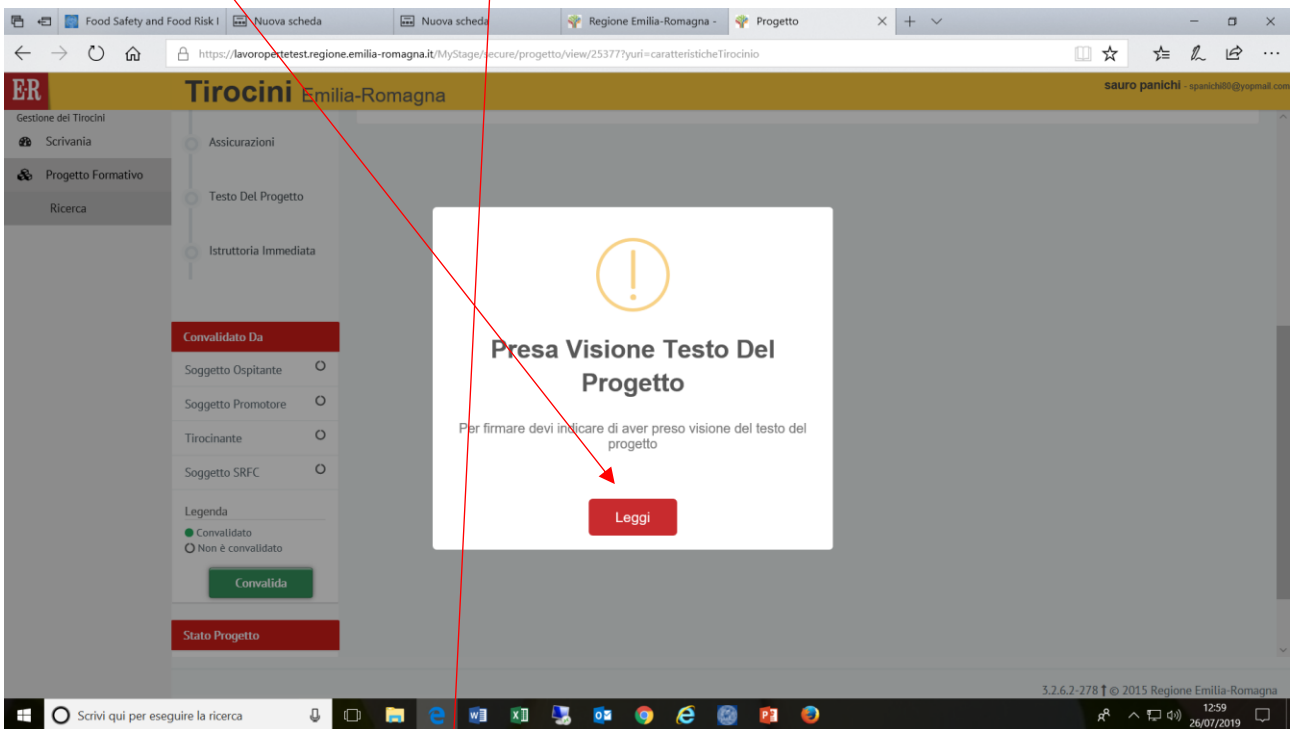 Food Safety and Food Risk I
Nuova scheda
Nuova scheda
Regione Emilia-Romagna -
Progetto
https://lavoropertetest.regione.emilia-romagna.it/MyStage/secure/progetto/view/25377?yuri=caratteristicheTirocinio
E·R
Tirocini Emilia-Romagna
sauro panichi - spanichi80@yopmail.com
Gestione dei Tirocini
Scrivania
Progetto Formativo
Ricerca
Assicurazioni
Testo Del Progetto
Istruttoria Immediata
Convalidato Da
Soggetto Ospitante
Soggetto Promotore
Tirocinante
Soggetto SRFC
Legenda
Convalidato
Non è convalidato
Convalida
Stato Progetto
Presa Visione Testo Del
Progetto
Per firmare devi indicare di aver preso visione del testo del
progetto
Leggi
3.2.6.2-278 © 2015 Regione Emilia-Romagna
Scrivi qui per eseguire la ricerca
12:59
26/07/2019